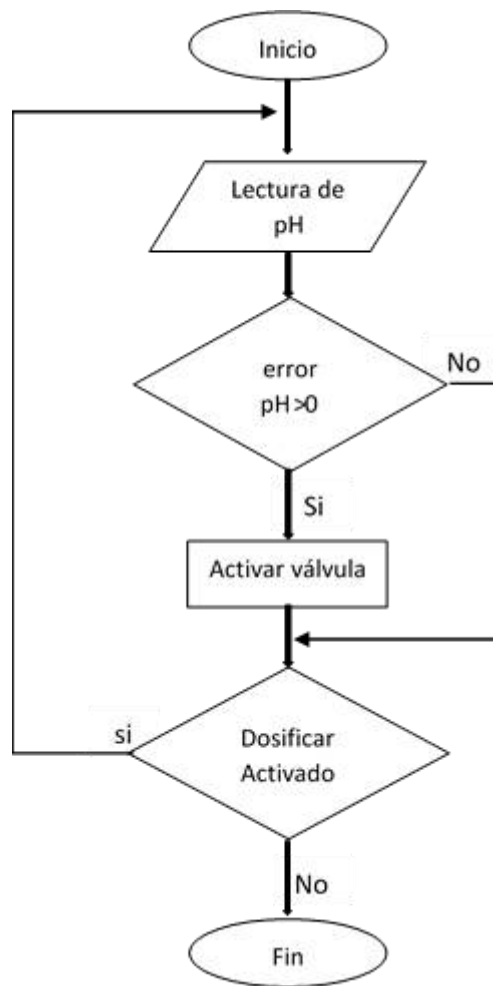 Inicio
Lectura de
pH
error
pH >0
No
Si
Activar válvula
si
Dosificar
Activado
No
Fin